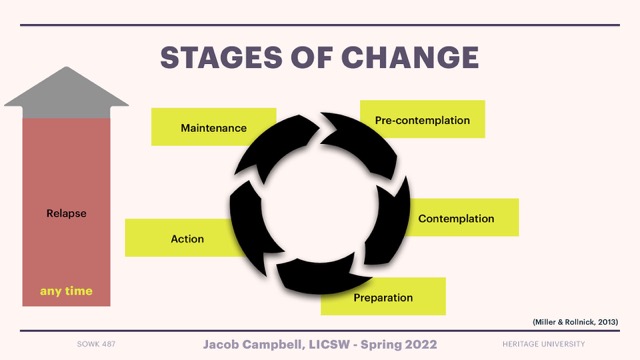 STAGES OF CHANGE
Maintenance
Pre-contemplation
Relapse
Contemplation
Action
any time
Preparation
(Miller & Rollnick, 2013)
SOWK 487
Jacob Campbell, LICSW - Spring 2022
HERITAGE UNIVERSITY